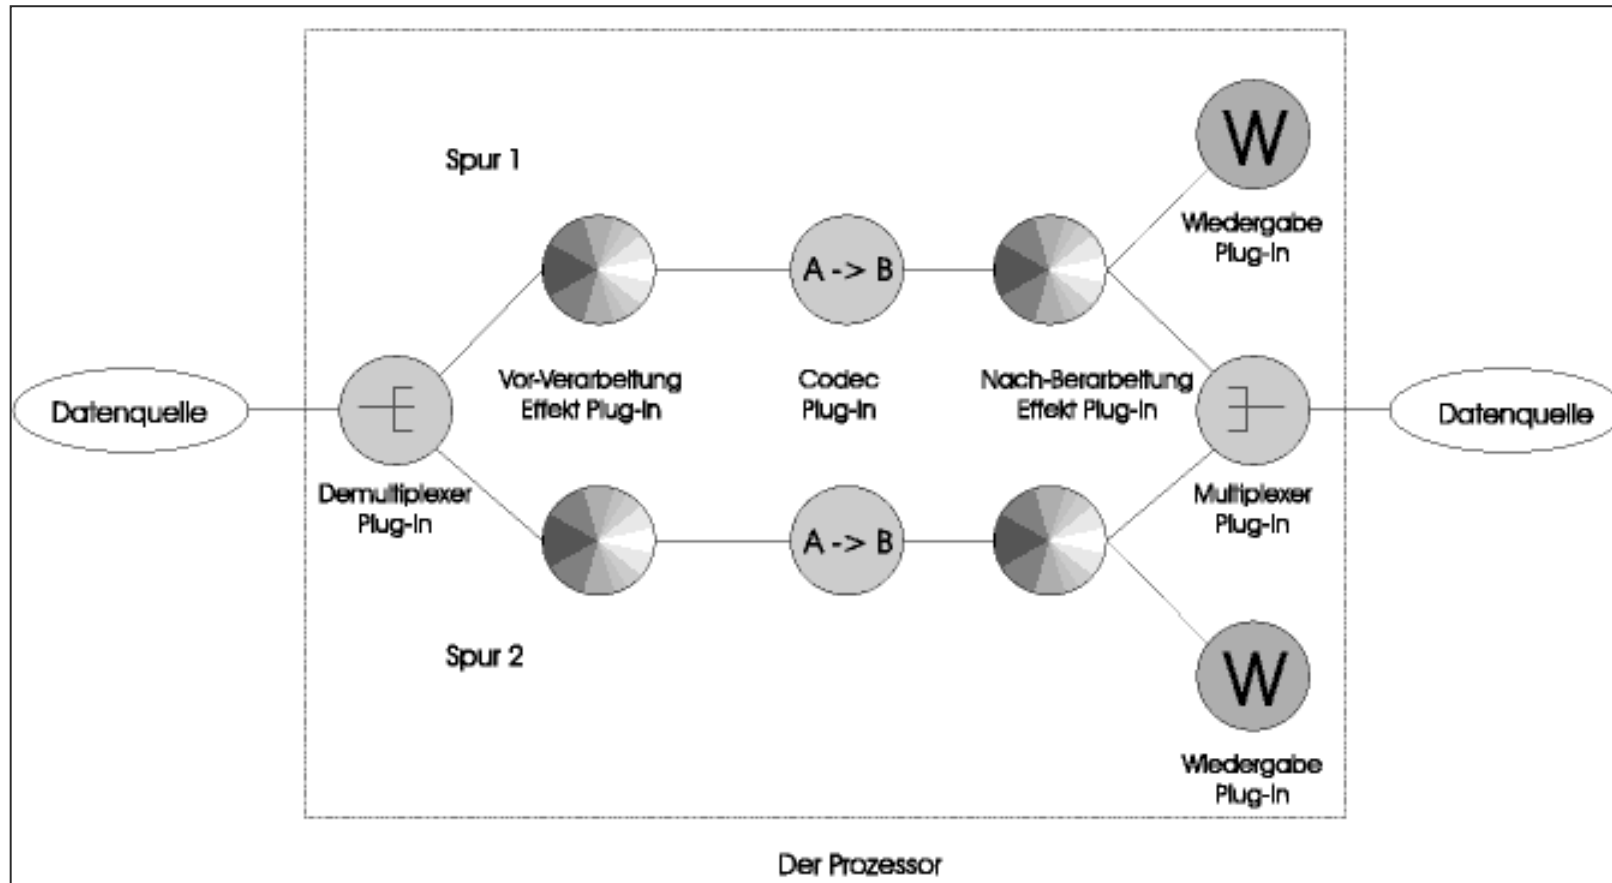 Spur 1
W
Wiedergabe
Plug-In
A -> B
Vor-Verarbeitung
Effekt Plug-In
Codec
Plug-In
Nach-Berarbeitung
Effekt Plug-In
Datenquelle
Datenquelle
Demultiplexer
Plug-In
Multiplexer
Plug-In
A -> B
Spur 2
W
Wiedergabe
Plug-In
Der Prozessor